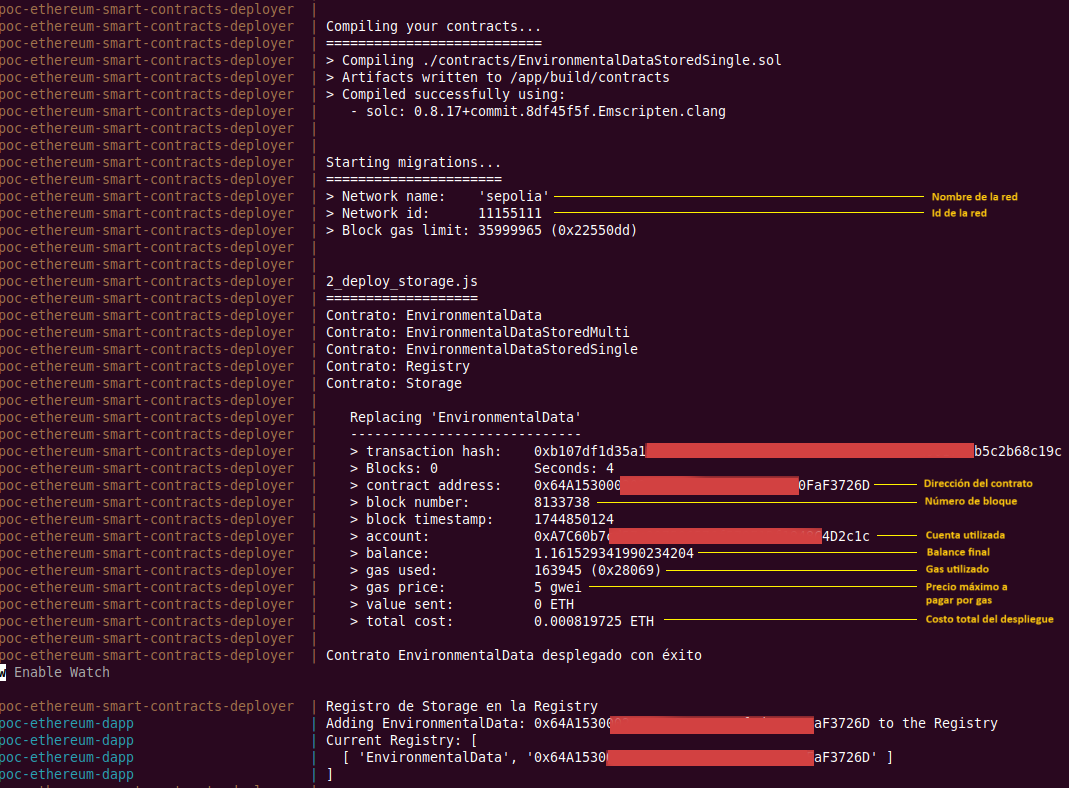 poc-ethereum-smart-contracts-deployer |
poc-ethereum-smart-contracts-deployer | Compiling your contracts...
poc-ethereum-smart-contracts-deployer | ===========================
poc-ethereum-smart-contracts-deployer | > Compiling ./contracts/EnvironmentalDataStoredSingle.sol
poc-ethereum-smart-contracts-deployer | > Artifacts written to /app/build/contracts
poc-ethereum-smart-contracts-deployer | > Compiled successfully using:
poc-ethereum-smart-contracts-deployer |    - solc: 0.8.17+commit.8df45f5f.Emscripten.clang
poc-ethereum-smart-contracts-deployer |
poc-ethereum-smart-contracts-deployer |
poc-ethereum-smart-contracts-deployer | Starting migrations...
poc-ethereum-smart-contracts-deployer | ======================
poc-ethereum-smart-contracts-deployer | > Network name:    'sepolia' Nombre de la red
poc-ethereum-smart-contracts-deployer | > Network id:      11155111 Id de la red
poc-ethereum-smart-contracts-deployer | > Block gas limit: 35999965 (0x22550dd)
poc-ethereum-smart-contracts-deployer |
poc-ethereum-smart-contracts-deployer |
poc-ethereum-smart-contracts-deployer | 2_deploy_storage.js
poc-ethereum-smart-contracts-deployer | ===================
poc-ethereum-smart-contracts-deployer | Contrato: EnvironmentalData
poc-ethereum-smart-contracts-deployer | Contrato: EnvironmentalDataStoredMulti
poc-ethereum-smart-contracts-deployer | Contrato: EnvironmentalDataStoredSingle
poc-ethereum-smart-contracts-deployer | Contrato: Registry
poc-ethereum-smart-contracts-deployer | Contrato: Storage
poc-ethereum-smart-contracts-deployer |
poc-ethereum-smart-contracts-deployer |    Replacing 'EnvironmentalData'
poc-ethereum-smart-contracts-deployer |    -----------------------------
poc-ethereum-smart-contracts-deployer |    > transaction hash:    0xb107df1d35a1 b5c2b68c19c
poc-ethereum-smart-contracts-deployer |    > Blocks: 0            Seconds: 4
poc-ethereum-smart-contracts-deployer |    > contract address:    0x64A153000 0FaF3726D Dirección del contrato
poc-ethereum-smart-contracts-deployer |    > block number:        8133738 Número de bloque
poc-ethereum-smart-contracts-deployer |    > block timestamp:     1744850124
poc-ethereum-smart-contracts-deployer |    > account:             0xA7C60b7 4D2c1c Cuenta utilizada
poc-ethereum-smart-contracts-deployer |    > balance:             1.161529341990234204 Balance final
poc-ethereum-smart-contracts-deployer |    > gas used:            163945 (0x28069) Gas utilizado
poc-ethereum-smart-contracts-deployer |    > gas price:           5 gwei Precio máximo a
pagar por gas
poc-ethereum-smart-contracts-deployer |    > value sent:          0 ETH
poc-ethereum-smart-contracts-deployer |    > total cost:          0.000819725 ETH Costo total del despliegue
poc-ethereum-smart-contracts-deployer |
poc-ethereum-smart-contracts-deployer | Contrato EnvironmentalData desplegado con éxito
w Enable Watch
poc-ethereum-smart-contracts-deployer | Registro de Storage en la Registry
poc-ethereum-dapp | Adding EnvironmentalData: 0x64A1530 aF3726D to the Registry
poc-ethereum-dapp | Current Registry: [
poc-ethereum-dapp |   [ 'EnvironmentalData', '0x64A1530 aF3726D' ]
poc-ethereum-dapp | ]